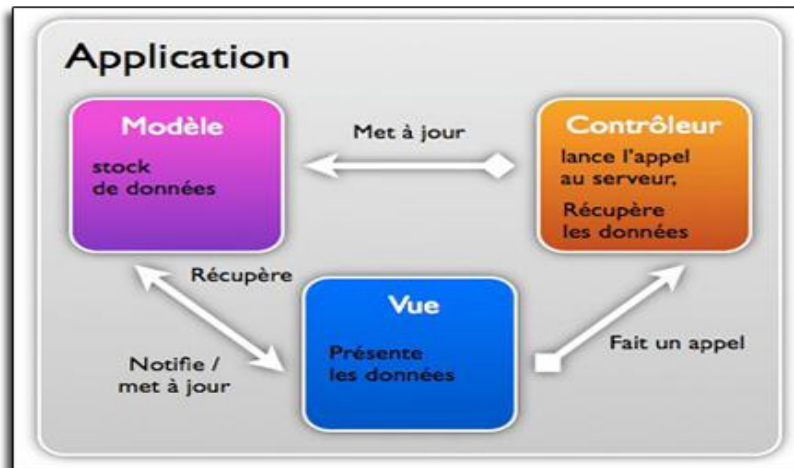 Application
Modèle
stock
de données
Met à jour
Contrôleur
lance l'appel
au serveur,
Récupère
les données
Récupère
Notifie /
met à jour
Vue
Présente
les données
Fait un appel